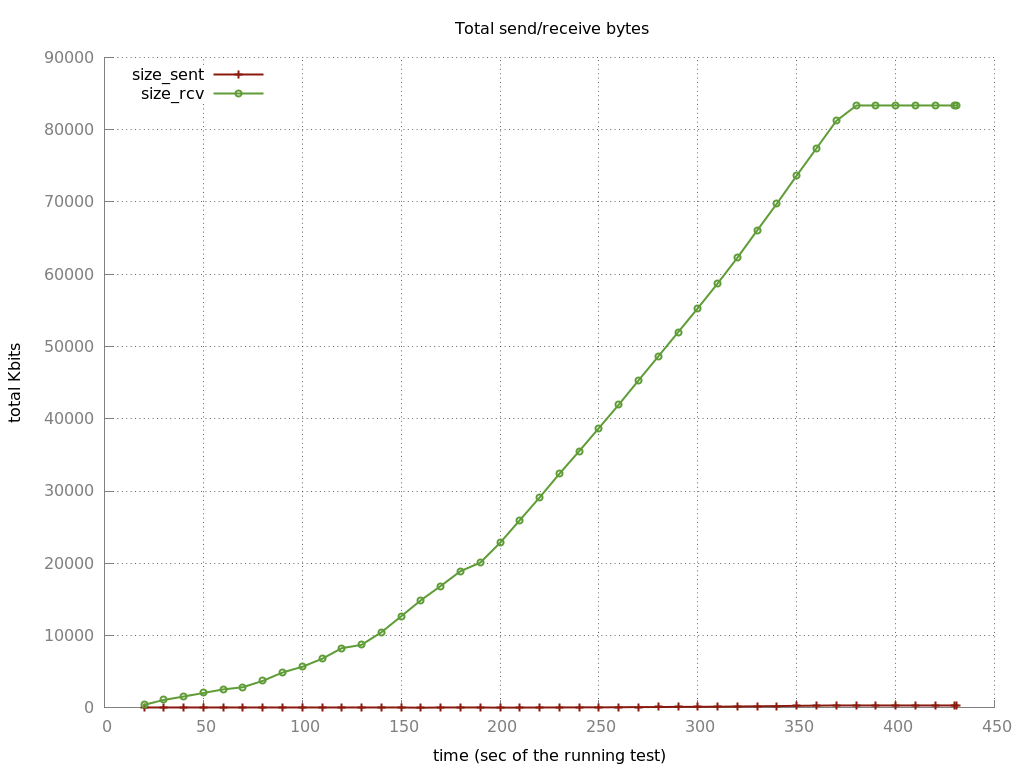 Total send/receive bytes
90000
size_sent
size_rcv
80000
70000
60000
50000
total Kbits
40000
30000
20000
10000
0
0 50 100 150 200 250 300 350 400 450
time (sec of the running test)